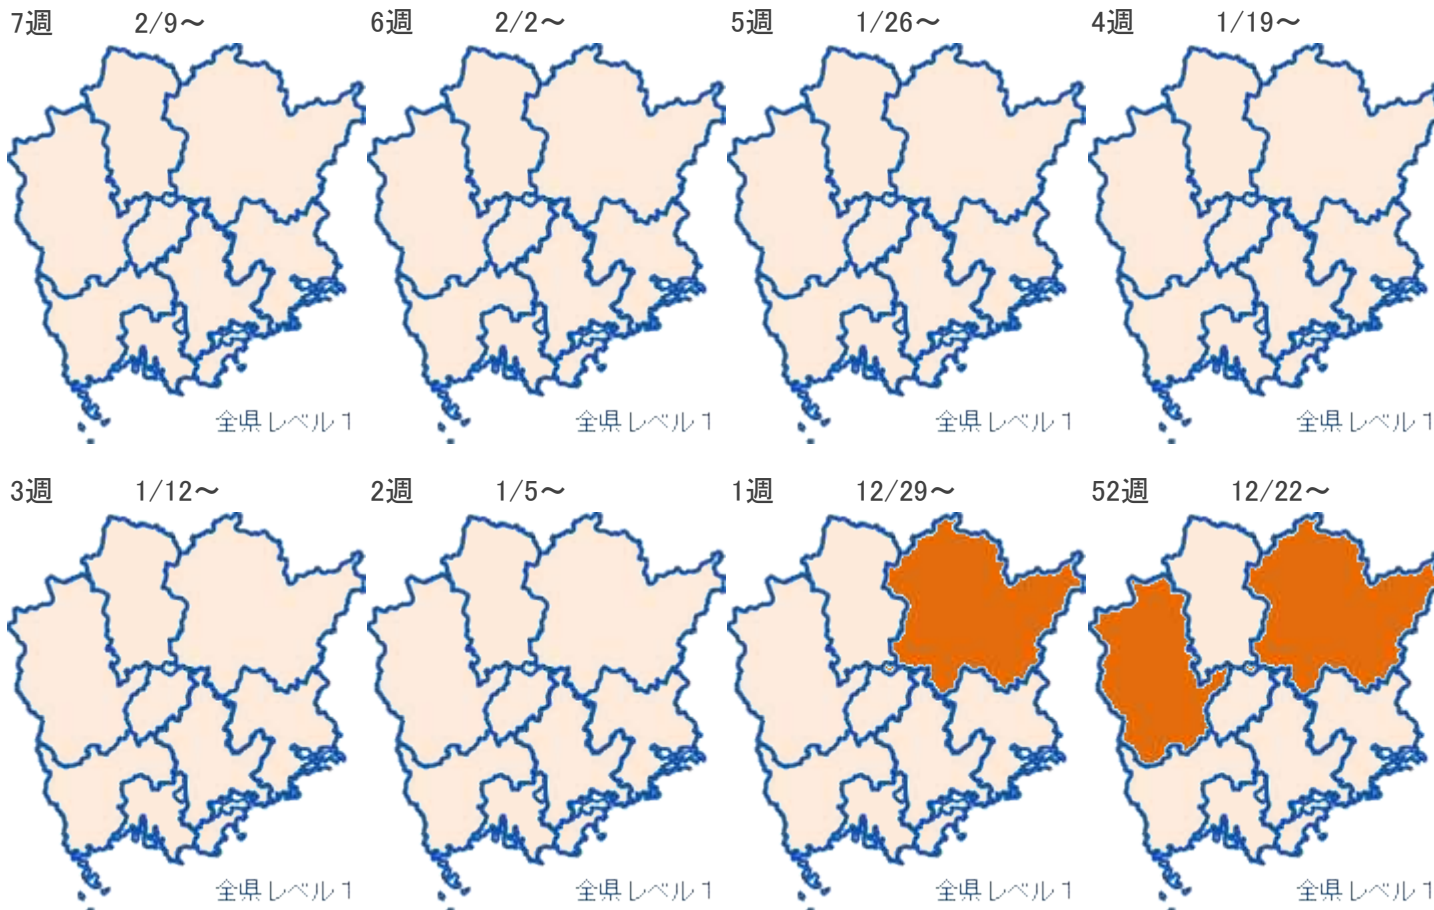 7週 2/9～ 6週 2/2～ 5週 1/26～ 4週 1/19～
全県レベル1 全県レベル1 全県レベル1 全県レベル1
3週 1/12～ 2週 1/5～ 1週 12/29～ 52週 12/22～
全県レベル1 全県レベル1 全県レベル1 全県レベル1